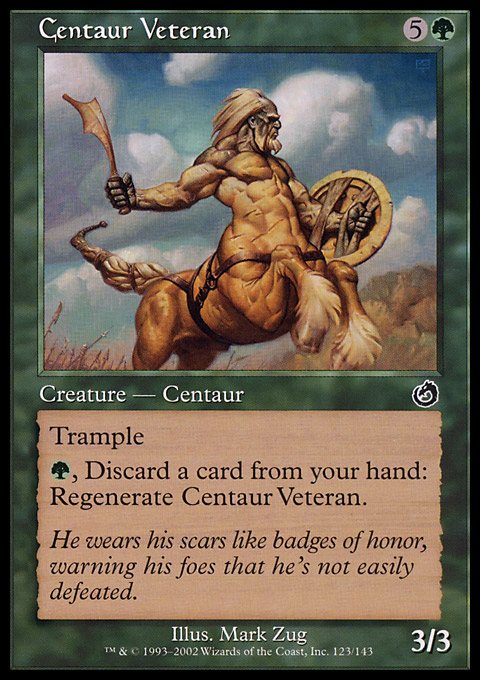 Centaur Veteran 5
Creature — Centaur
Trample
, Discard a card from your hand:
Regenerate Centaur Veteran.
He wears his scars like badges of honor,
warning his foes that he's not easily
defeated.
Illus. Mark Zug
™ & © 1993–2002 Wizards of the Coast, Inc. 123/143
3/3